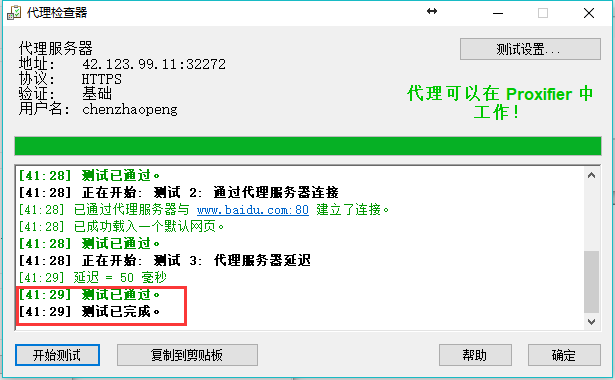 代理检查器
代理服务器
地址: 42.123.99.11:32272
协议: HTTPS
验证: 基础
用户名: chenzhaopeng
测试设置...
代理可以在 Proxifier 中
工作!
[41:28] 测试已通过。
[41:28] 正在开始: 测试 2: 通过代理服务器连接
[41:28] 已通过代理服务器与 www.baidu.com:80 建立了连接。
[41:28] 已成功载入一个默认网页。
[41:28] 测试已通过。
[41:28] 正在开始: 测试 3: 代理服务器延迟
[41:29] 延迟 = 50 毫秒
[41:29] 测试已通过。
[41:29] 测试已完成。
开始测试
复制到剪贴板
帮助
确定